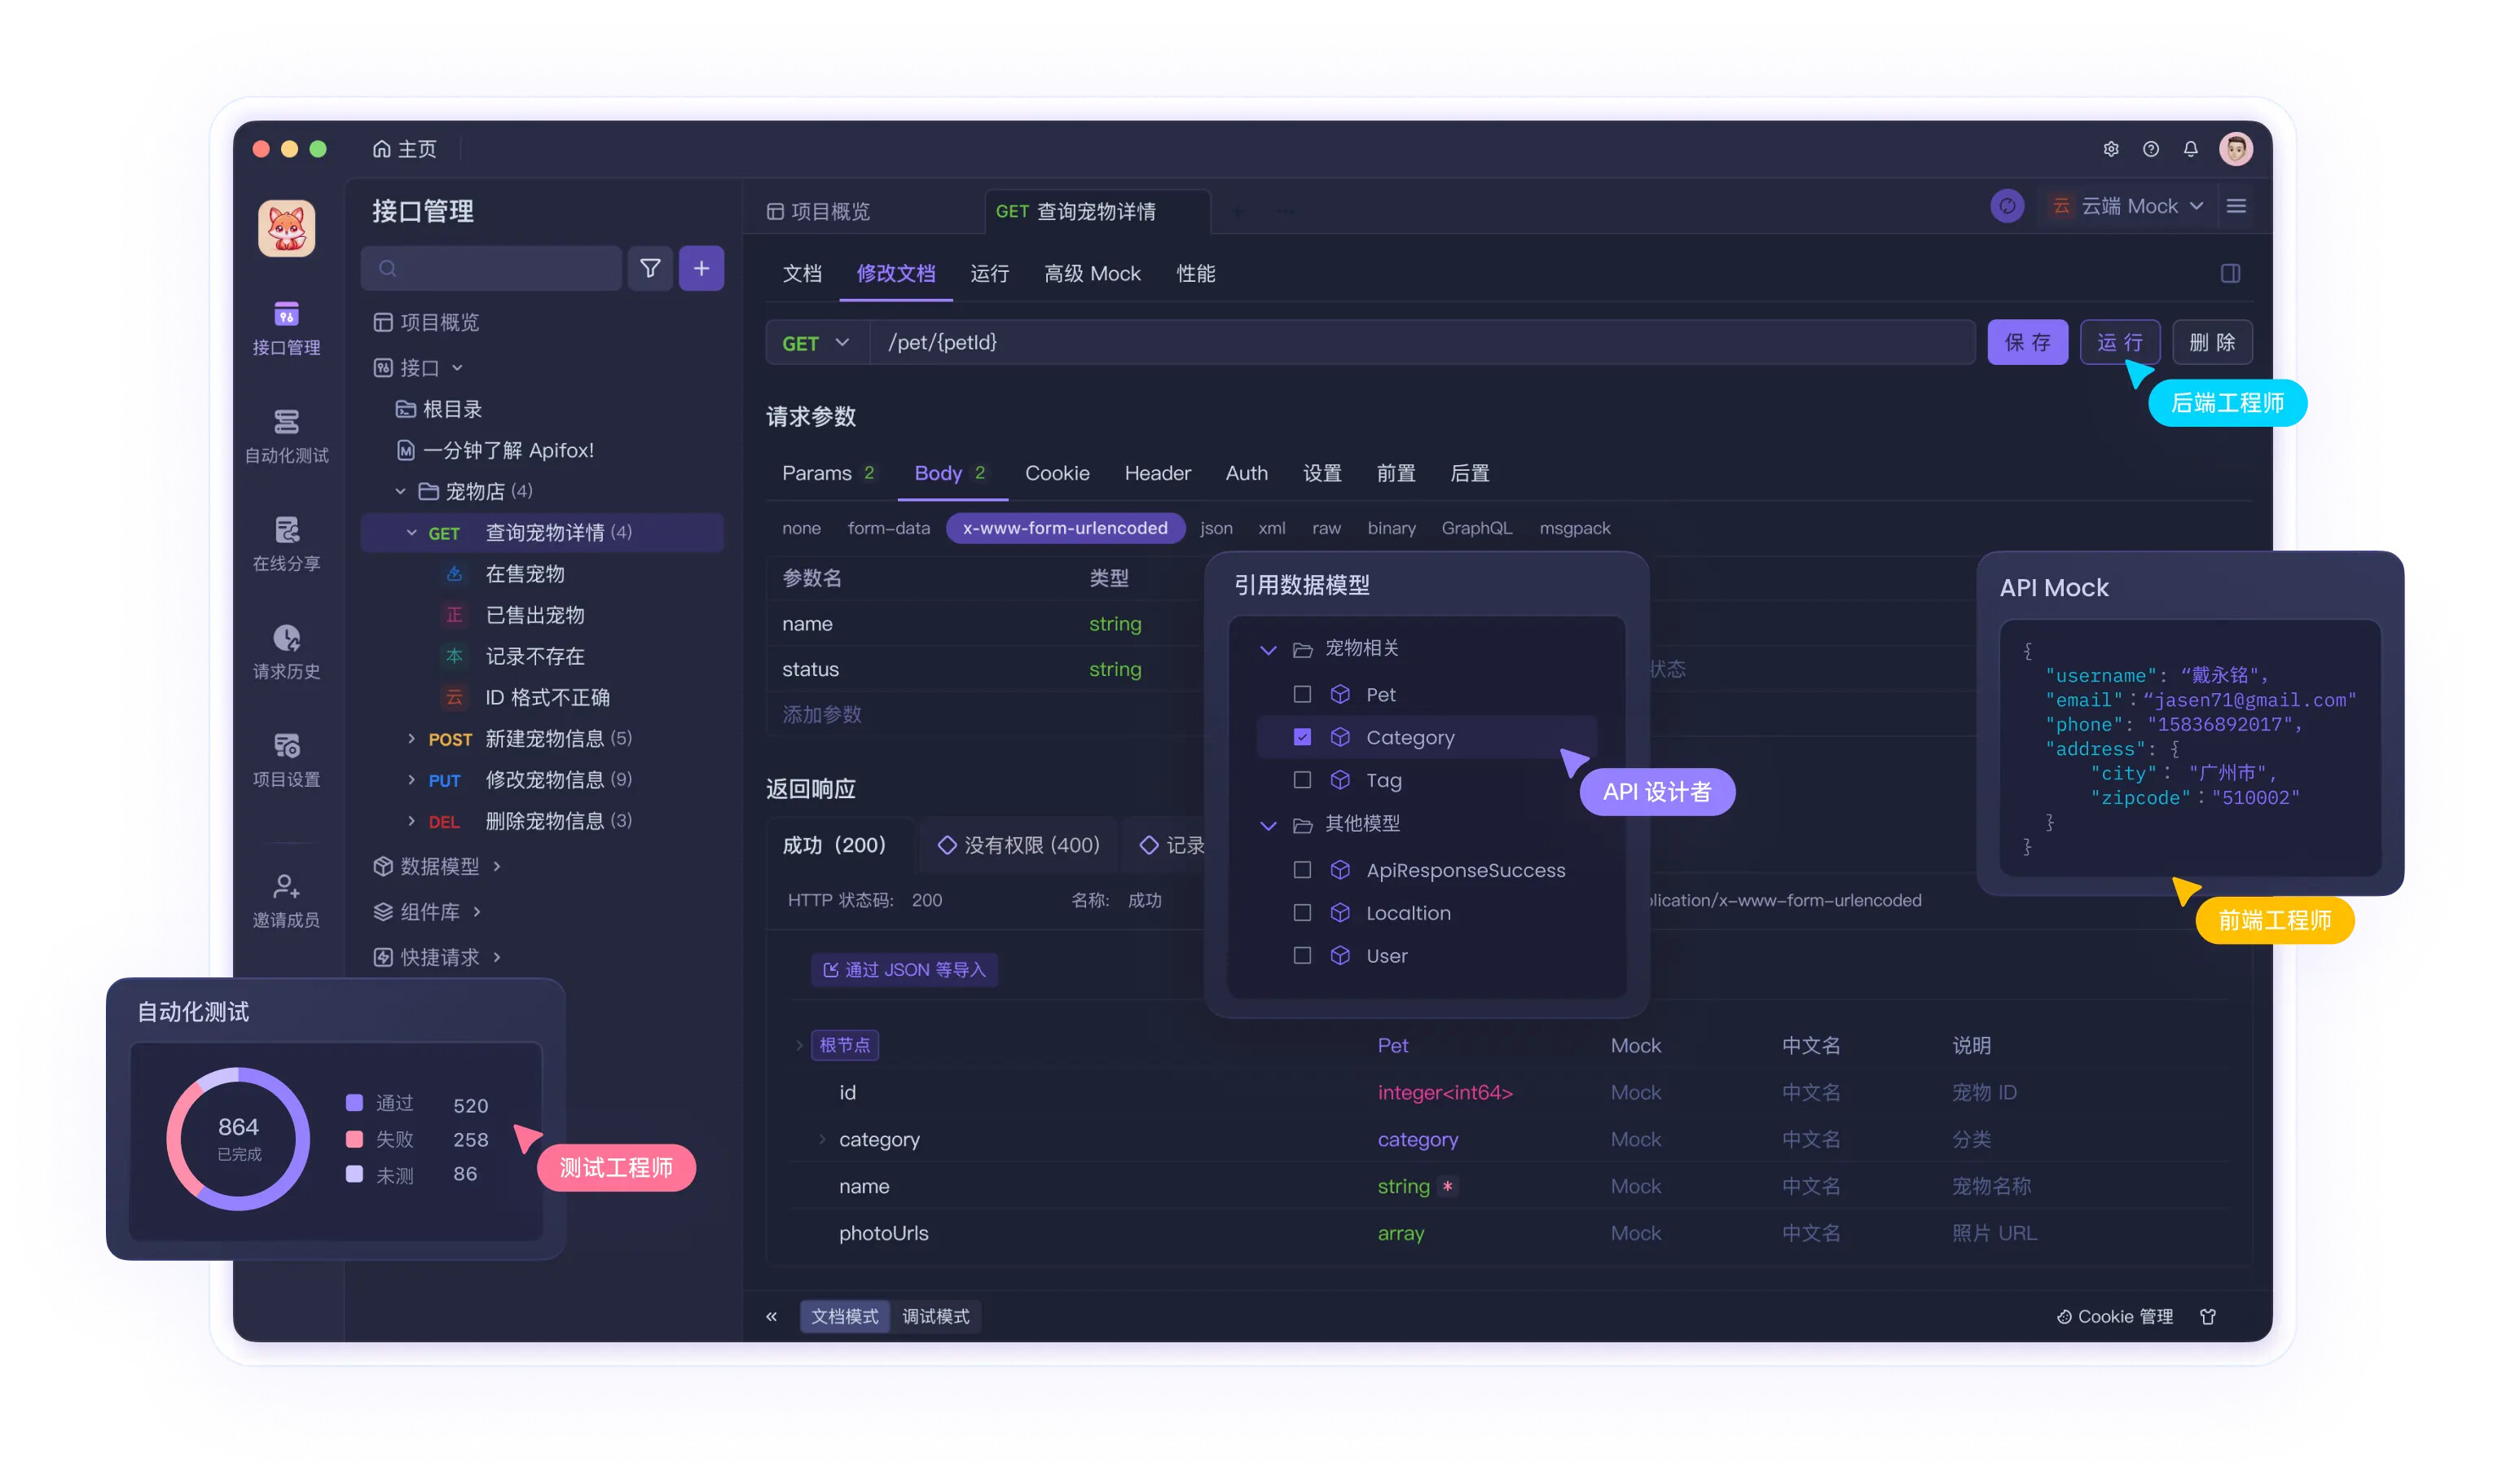 主页
接口管理
接口管理
自动化测试
在线分享
请求历史
项目设置
邀请成员
项目概览
接口
根目录
一分钟了解 Apifox!
宠物店 (4)
GET 查询宠物详情 (4)
在售宠物
正 已售出宠物
本 记录不存在
云 ID 格式不正确
POST 新建宠物信息 (5)
PUT 修改宠物信息 (9)
DEL 删除宠物信息 (3)
数据模型
组件库
快捷请求
项目概览
GET 查询宠物详情
云 云端 Mock
文档 修改文档 运行 高级 Mock 性能
GET /pet/{petId} 保存 运行 删除
后端工程师
请求参数
Params 2 Body 2 Cookie Header Auth 设置 前置 后置
none form-data x-www-form-urlencoded json xml raw binary GraphQL msgpack
参数名 类型
name string
status string 状态
添加参数
返回响应
成功（200） 没有权限 (400) 记录
HTTP 状态码: 200 名称: 成功 plication/x-www-form-urlencoded
通过 JSON 等导入
根节点 Pet Mock 中文名 说明
id integer<int64> Mock 中文名 宠物 ID
category category Mock 中文名 分类
name string * Mock 中文名 宠物名称
photoUrls array Mock 中文名 照片 URL
文档模式 调试模式
Cookie 管理
引用数据模型
宠物相关
Pet
Category
Tag
其他模型
ApiResponseSuccess
Localtion
User
API 设计者
API Mock
{
"username": “戴永铭",
"email":“jasen71@gmail.com"
"phone": "15836892017",
"address": {
"city": "广州市",
"zipcode":"510002"
}
}
前端工程师
自动化测试
864
已完成
通过 520
失败 258
未测 86
测试工程师